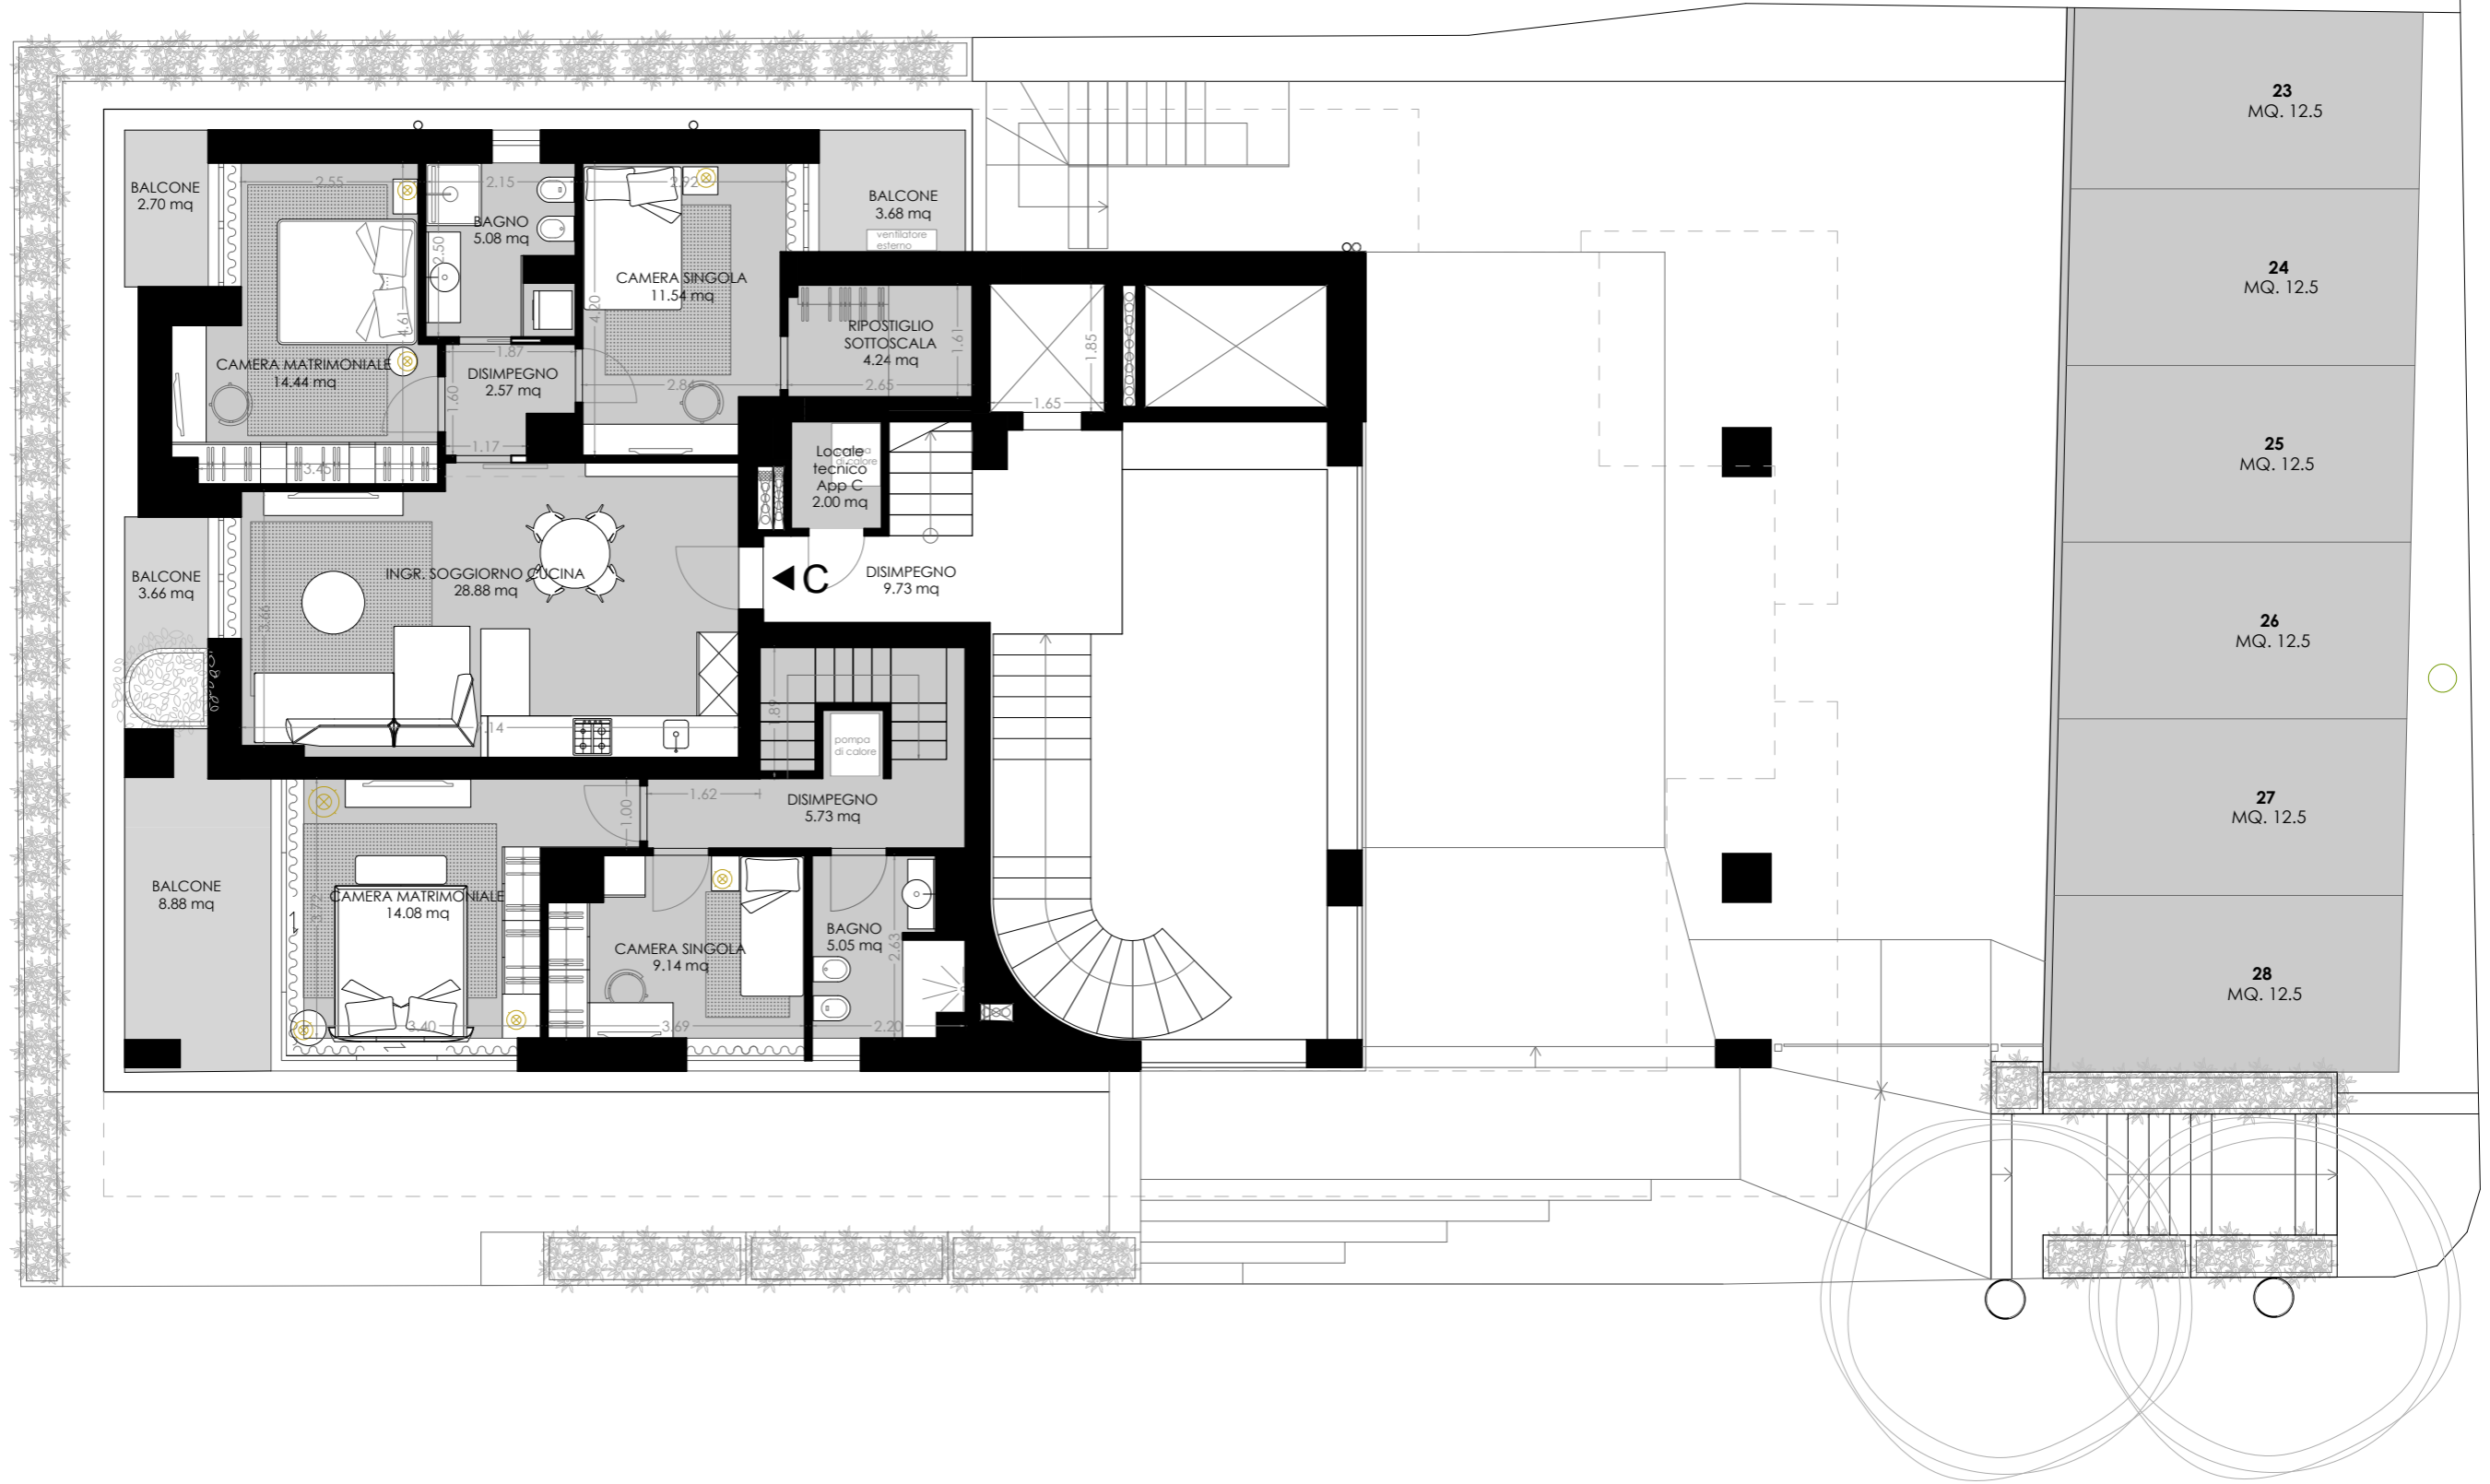 23
MQ. 12.5
24
MQ. 12.5
25
MQ. 12.5
26
MQ. 12.5
27
MQ. 12.5
28
MQ. 12.5
BALCONE
2.70 mq
2.55
2.15
2.92
BAGNO
5.08 mq
2.50
BALCONE
3.68 mq
ventilatore
esterno
CAMERA SINGOLA
11.54 mq
4.20
4.61
CAMERA MATRIMONIALE
14.44 mq
1.87
DISIMPEGNO
2.57 mq
1.60
1.17
2.84
RIPOSTIGLIO
SOTTOSCALA
4.24 mq
1.61
2.65
1.85
1.65
3.45
Locale
tecnico
App C
2.00 mq
di calore
BALCONE
3.66 mq
INGR. SOGGIORNO CUCINA
28.88 mq
3.66
C
DISIMPEGNO
9.73 mq
.14
1.89
pompa
di calore
1.62
1.00
DISIMPEGNO
5.73 mq
BALCONE
8.88 mq
CAMERA MATRIMONIALE
14.08 mq
3.40
CAMERA SINGOLA
9.14 mq
3.69
BAGNO
5.05 mq
2.63
2.20